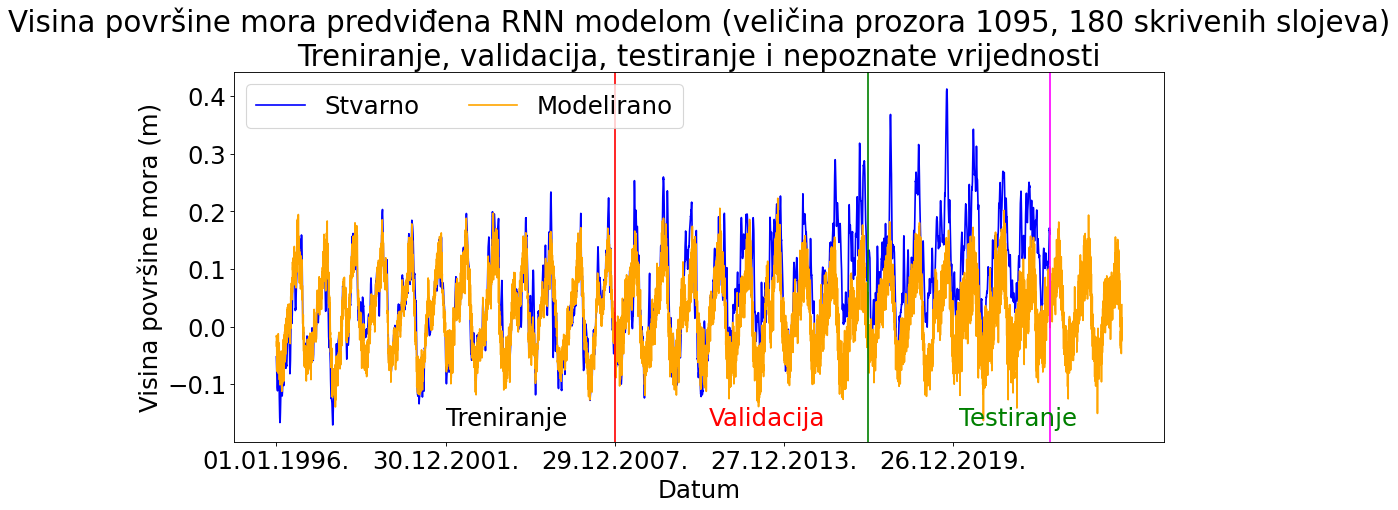 Visina površine mora predviđena RNN modelom (veličina prozora 1095, 180 skrivenih slojeva)
Treniranje, validacija, testiranje i nepoznate vrijednosti
Stvarno
Modelirano
Visina površine mora (m)
0.4
0.3
0.2
0.1
0.0
−0.1
Treniranje
Validacija
Testiranje
01.01.1996.
30.12.2001.
29.12.2007.
27.12.2013.
26.12.2019.
Datum